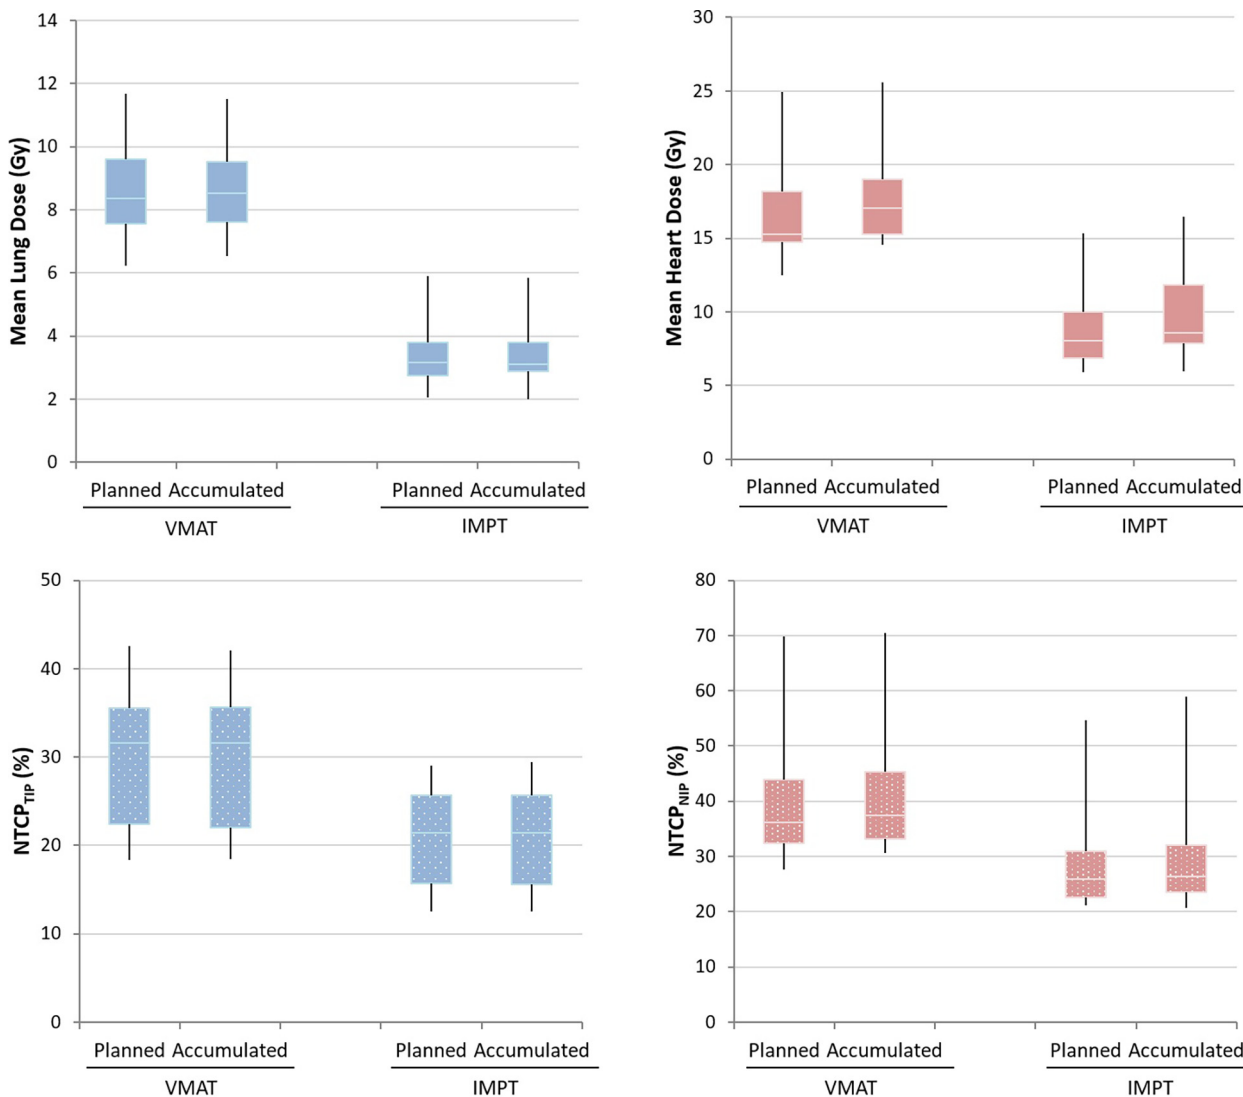 Mean Lung Dose (Gy)
14
12
10
8
6
4
2
0
Planned Accumulated
Planned Accumulated
VMAT
IMPT
Mean Heart Dose (Gy)
30
25
20
15
10
5
0
Planned Accumulated
Planned Accumulated
VMAT
IMPT
NTCPTIP (%)
50
40
30
20
10
0
Planned Accumulated
Planned Accumulated
VMAT
IMPT
NTCPNIP (%)
80
70
60
50
40
30
20
10
0
Planned Accumulated
Planned Accumulated
VMAT
IMPT